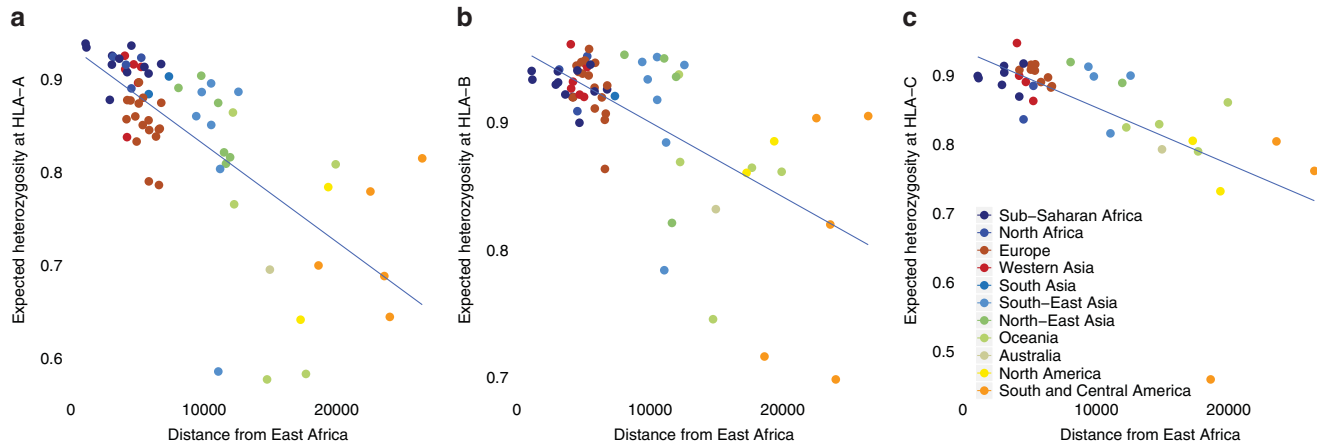 a
Expected heterozygosity at HLA−A
0.9
0.8
0.7
0.6
0 10000 20000
Distance from East Africa
b
Expected heterozygosity at HLA−B
0.9
0.8
0.7
0 10000 20000
Distance from East Africa
c
Expected heterozygosity at HLA−C
0.9
0.8
0.7
0.6
0.5
Sub−Saharan Africa
North Africa
Europe
Western Asia
South Asia
South−East Asia
North−East Asia
Oceania
Australia
North America
South and Central America
0 10000 20000
Distance from East Africa